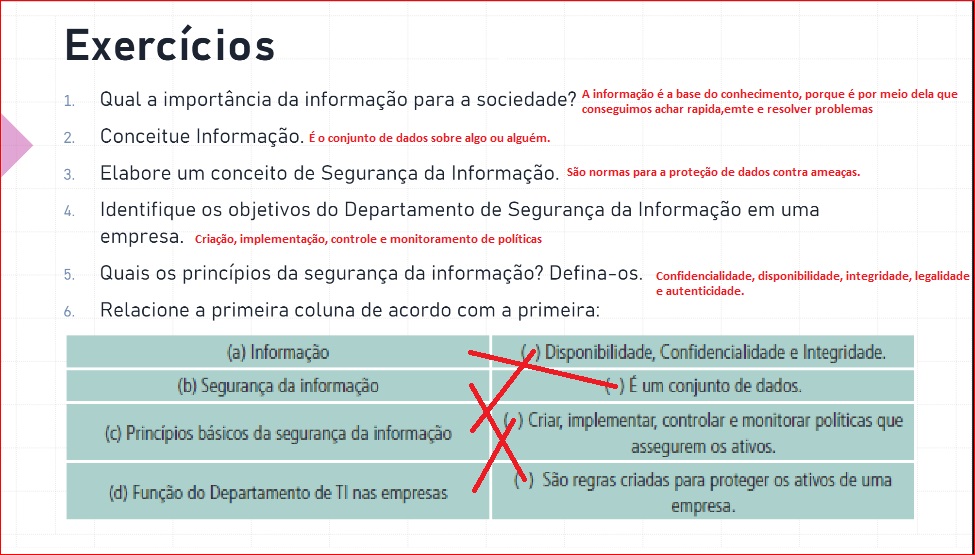 Exercícios
1. Qual a importância da informação para a sociedade? A informação é a base do conhecimento, porque é por meio dela que
conseguimos achar rapida,emte e resolver problemas
2. Conceitue Informação. É o conjunto de dados sobre algo ou alguém.
3. Elabore um conceito de Segurança da Informação. São normas para a proteção de dados contra ameaças.
4. Identifique os objetivos do Departamento de Segurança da Informação em uma
empresa. Criação, implementação, controle e monitoramento de políticas
5. Quais os princípios da segurança da informação? Defina-os. Confidencialidade, disponibilidade, integridade, legalidade
e autenticidade.
6. Relacione a primeira coluna de acordo com a primeira:
(a) Informação ( ) Disponibilidade, Confidencialidade e Integridade.
(b) Segurança da informação ( ) É um conjunto de dados.
(c) Princípios básicos da segurança da informação ( ) Criar, implementar, controlar e monitorar políticas que
assegurem os ativos.
(d) Função do Departamento de TI nas empresas ( ) São regras criadas para proteger os ativos de uma
empresa.